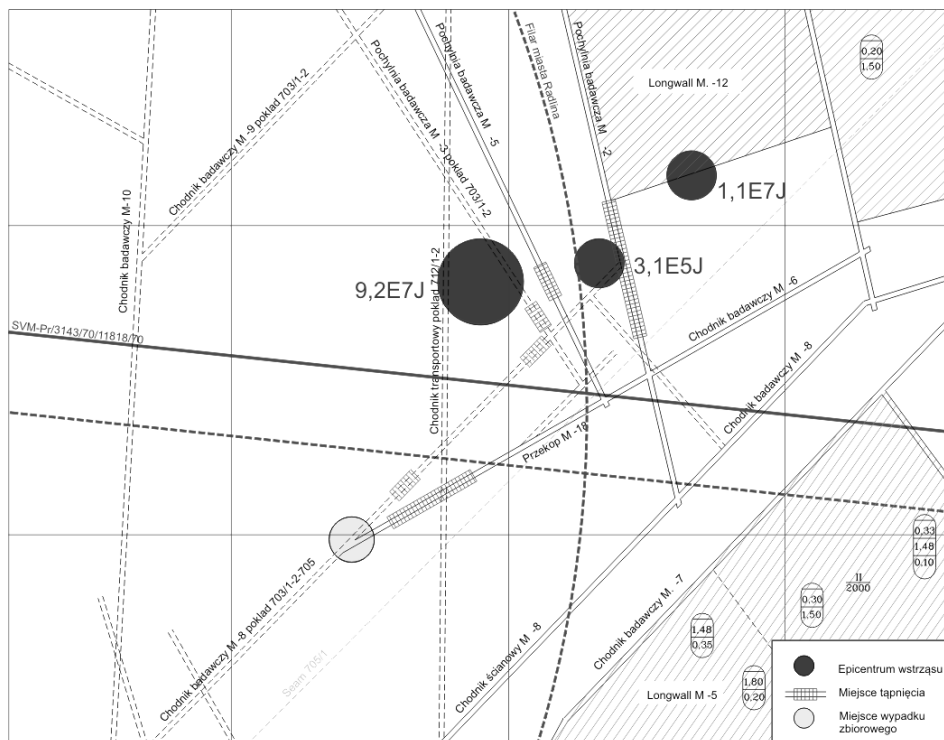 Longwall M. -12
0,20
1.50
Pochylnia badawcza M -5
Pochylnia badawcza M -3 pokład 703/1-2
Filar miasta Radlina
Pochylnia badawcza M -2
Chodnik badawczy M -9 pokład 703/1-2
Chodnik badawczy M-10
1,1E7J
3,1E5J
9,2E7J
Chodnik transportowy pokład 712/1-2
Chodnik badawczy M -6
SVM-Pr/3143/70/11818/70
Chodnik badawczy M -8
Przekop M -18
0,33
1,48
0,10
II
2000
0,30
1,50
Chodnik badawczy M -8 pokład 703/1-2-705
Seam 705/1
Chodnik ścianowy M -8
Chodnik badawczy M. -7
1,48
0,35
1,80
0,20
Longwall M -5
Epicentrum wstrząsu
Miejsce tąpnięcia
Miejsce wypadku
zbiorowego